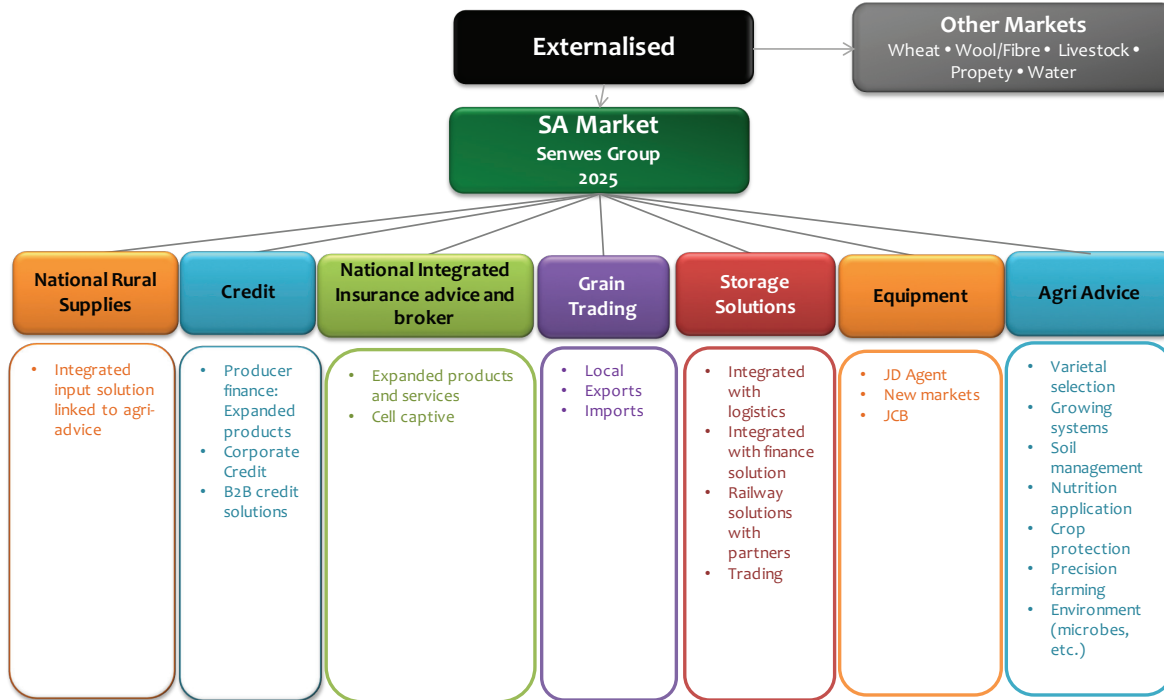 Externalised
Other Markets
Wheat • Wool/Fibre • Livestock •
Propety • Water
SA Market
Senwes Group
2025
National Rural
Supplies
Credit
National Integrated
Insurance advice and
broker
Grain
Trading
Storage
Solutions
Equipment
Agri Advice
• Integrated
input solution
linked to agri-
advice
• Producer
finance:
Expanded
products
• Corporate
Credit
• B2B credit
solutions
• Expanded products
and services
• Cell captive
• Local
• Exports
• Imports
• Integrated
with
logistics
• Integrated
with finance
solution
• Railway
solutions
with
partners
• Trading
• JD Agent
• New markets
• JCB
• Varietal
selection
• Growing
systems
• Soil
management
• Nutrition
application
• Crop
protection
• Precision
farming
• Environment
(microbes,
etc.)